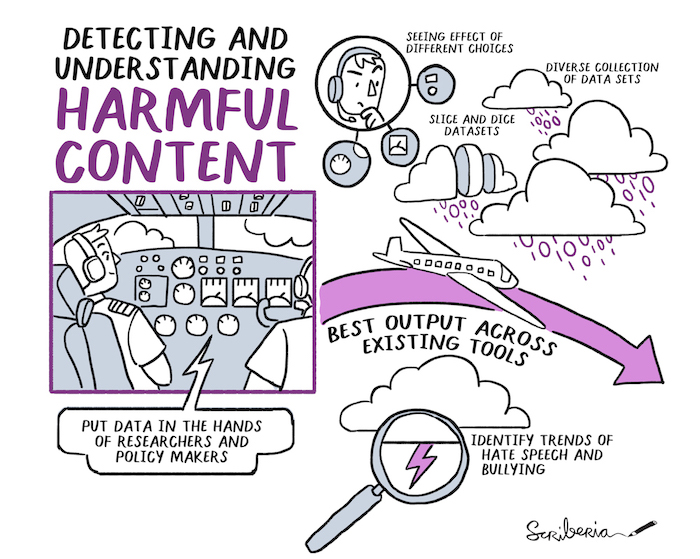 DETECTING AND
UNDERSTANDING
HARMFUL
CONTENT
SEEING EFFECT OF
DIFFERENT CHOICES
DIVERSE COLLECTION
OF DATA SETS
SLICE AND DICE
DATASETS
BEST OUTPUT ACROSS
EXISTING TOOLS
PUT DATA IN THE HANDS
OF RESEARCHERS AND
POLICY MAKERS
IDENTIFY TRENDS OF
HATE SPEECH AND
BULLYING
Scriberia